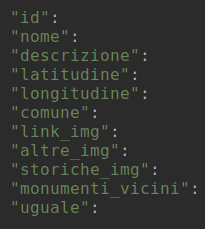 "id":
"nome":
"descrizione":
"latitudine":
"longitudine":
"comune":
"link_img":
"altre_img":
"storiche_img":
"monumenti_vicini":
"uguale":